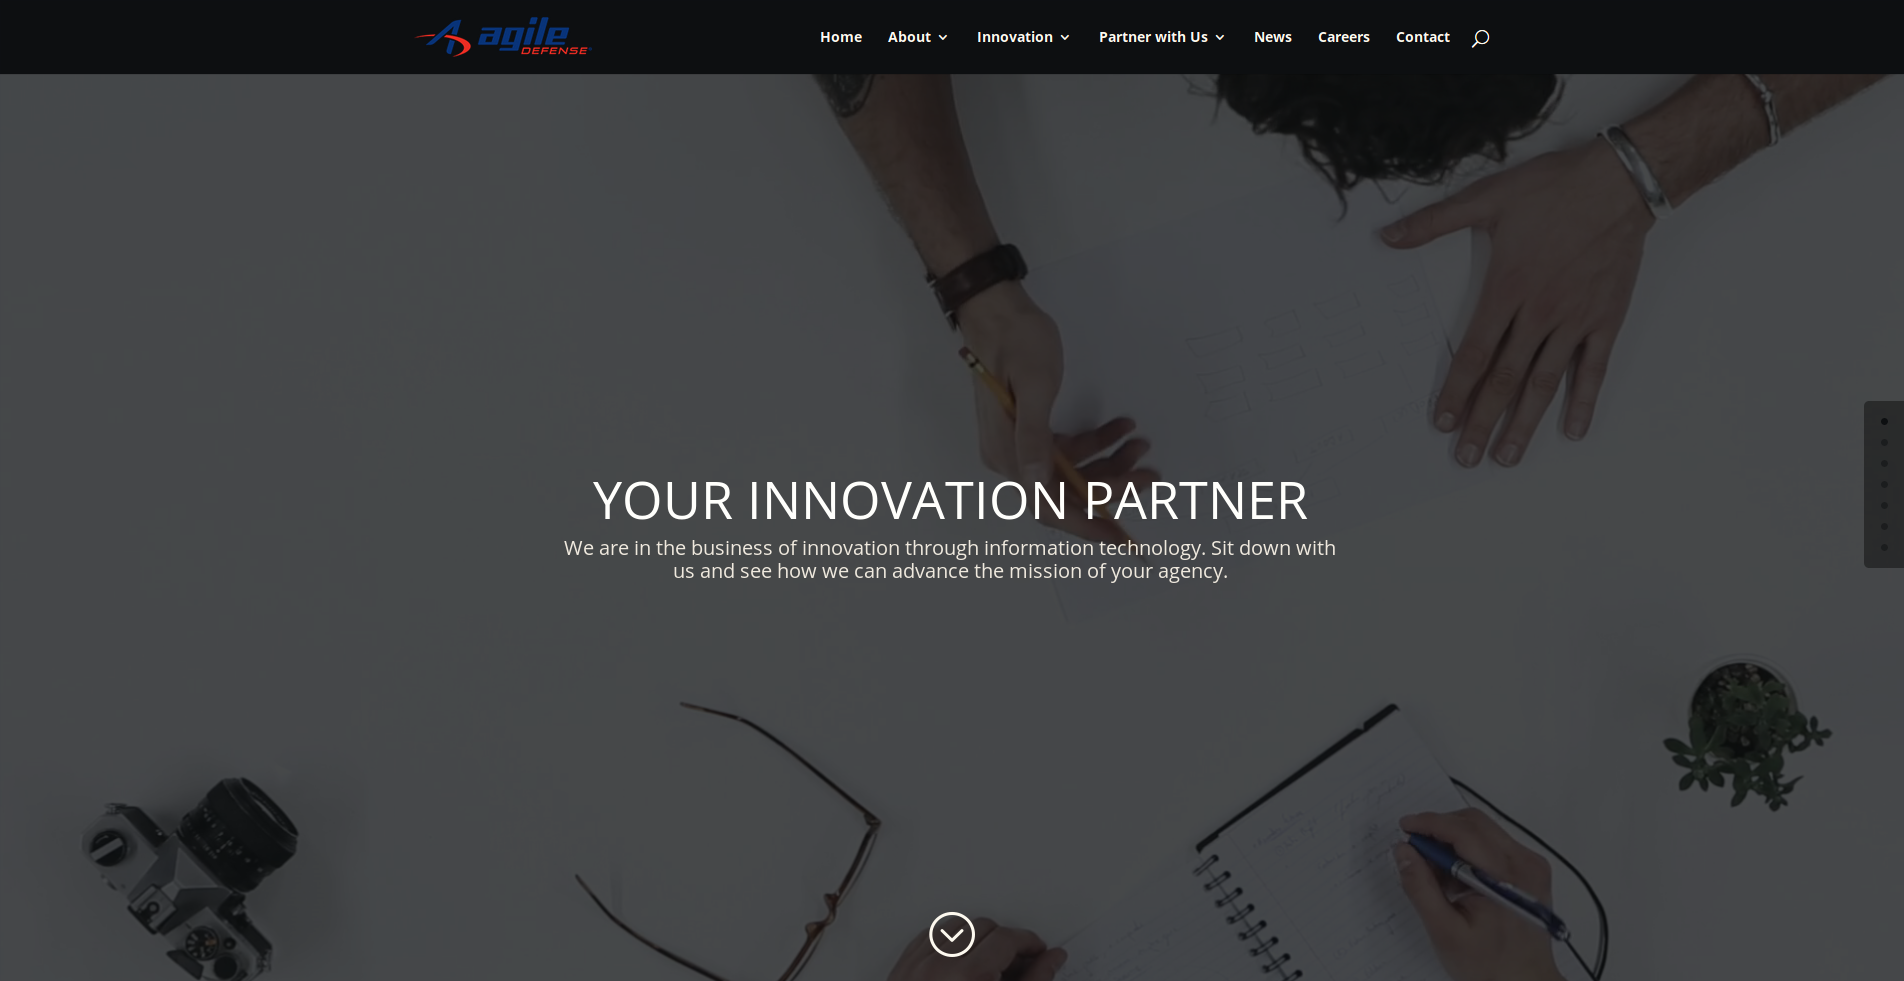 agile
DEFENSE
Home
About
Innovation
Partner with Us
News
Careers
Contact
YOUR INNOVATION PARTNER
We are in the business of innovation through information technology. Sit down with
us and see how we can advance the mission of your agency.